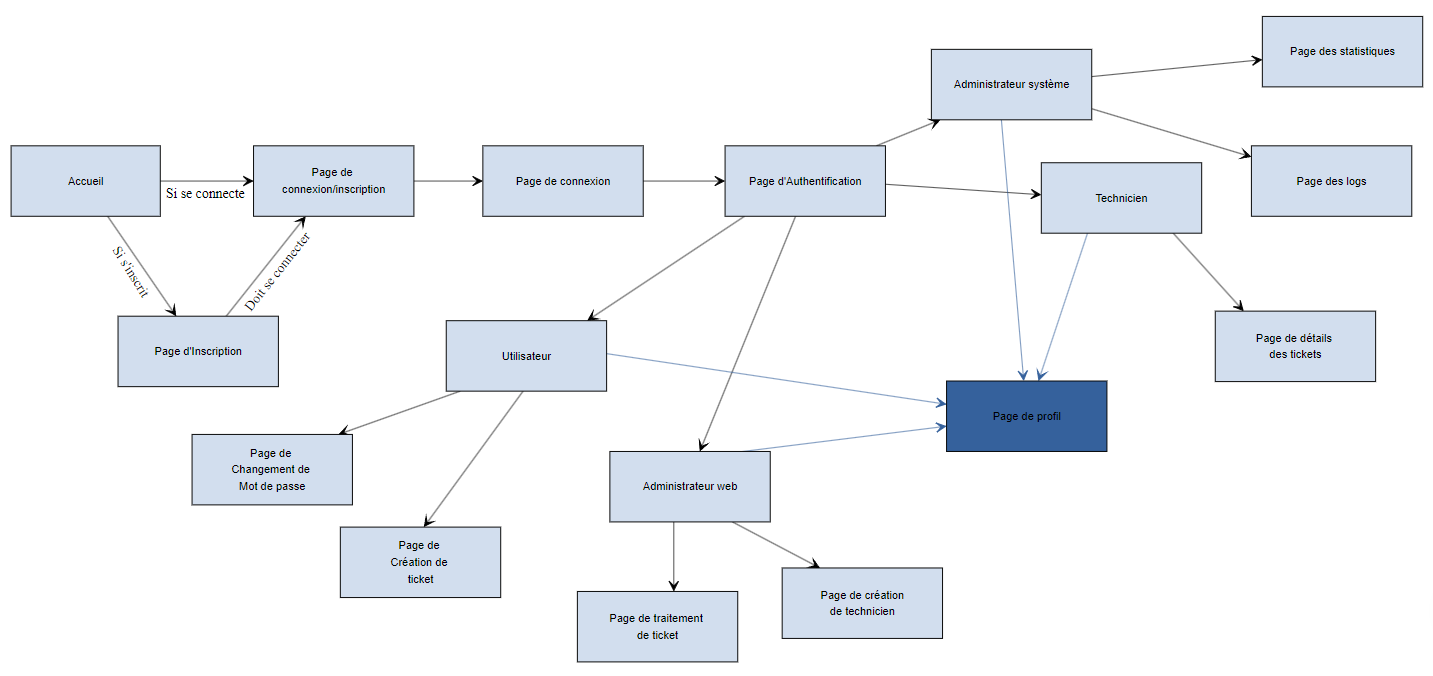 Page des statistiques
Administrateur système
Accueil
Si se connecte
Page de
connexion/inscription
Page de connexion
Page d'Authentification
Technicien
Page des logs
Si s'inscrit
Doit se connecter
Page d'Inscription
Utilisateur
Page de détails
des tickets
Page de profil
Page de
Changement de
Mot de passe
Administrateur web
Page de
Création de
ticket
Page de traitement
de ticket
Page de création
de technicien